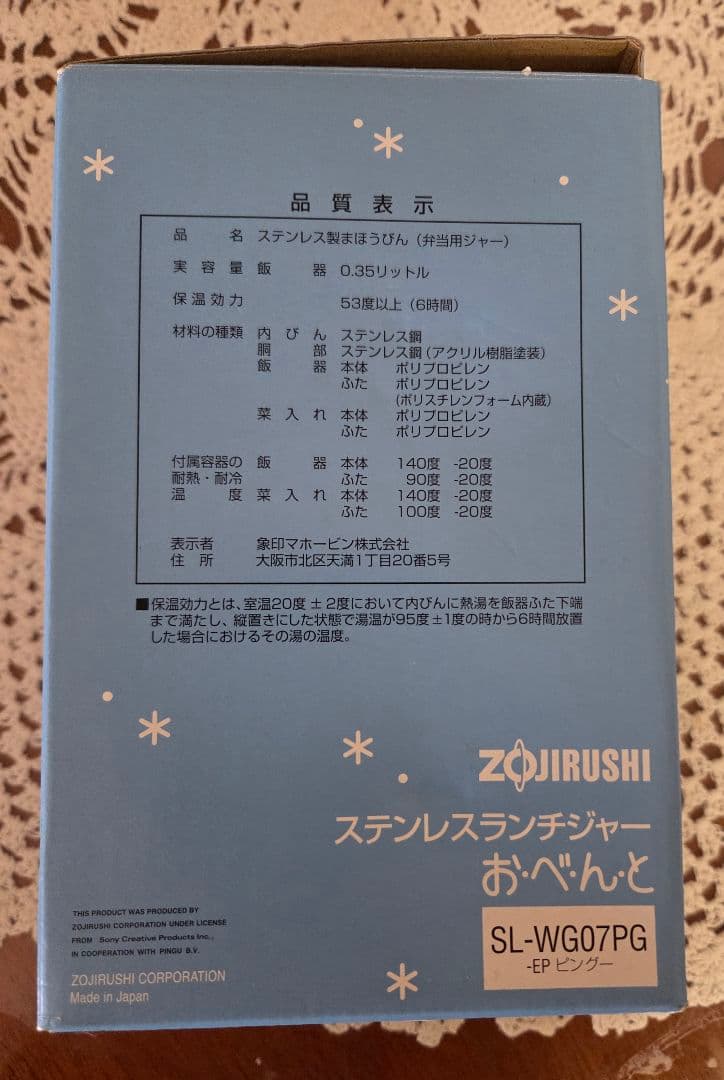 品質表示
品名 ステンレス製まほうびん（弁当用ジャー）
実容量 飯器 0.35リットル
保温効力 53度以上（6時間）
材料の種類 内びん ステンレス鋼
胴部 ステンレス鋼（アクリル樹脂塗装）
飯器 本体 ポリプロピレン
ふた ポリプロピレン
（ポリスチレンフォーム内蔵）
菜入れ 本体 ポリプロピレン
ふた ポリプロピレン
付属容器の 飯器 本体 140度 -20度
耐熱・耐冷 ふた 90度 -20度
温度 菜入れ 本体 140度 -20度
ふた 100度 -20度
表示者 象印マホービン株式会社
住所 大阪市北区天満1丁目20番5号
■保温効力とは、室温20度±2度において内びんに熱湯を飯器ふた下端
まで満たし、縦置きにした状態で湯温が95度±1度の時から6時間放置
した場合におけるその湯の温度。
ZOJIRUSHI
ステンレスランチジャー
お・べ・ん・と
SL-WG07PG
-EP ピングー
THIS PRODUCT WAS PRODUCED BY
ZOJIRUSHI CORPORATION UNDER LICENSE
FROM Sony Creative Products Inc.,
IN COOPERATION WITH PINGU B.V.
ZOJIRUSHI CORPORATION
Made in Japan